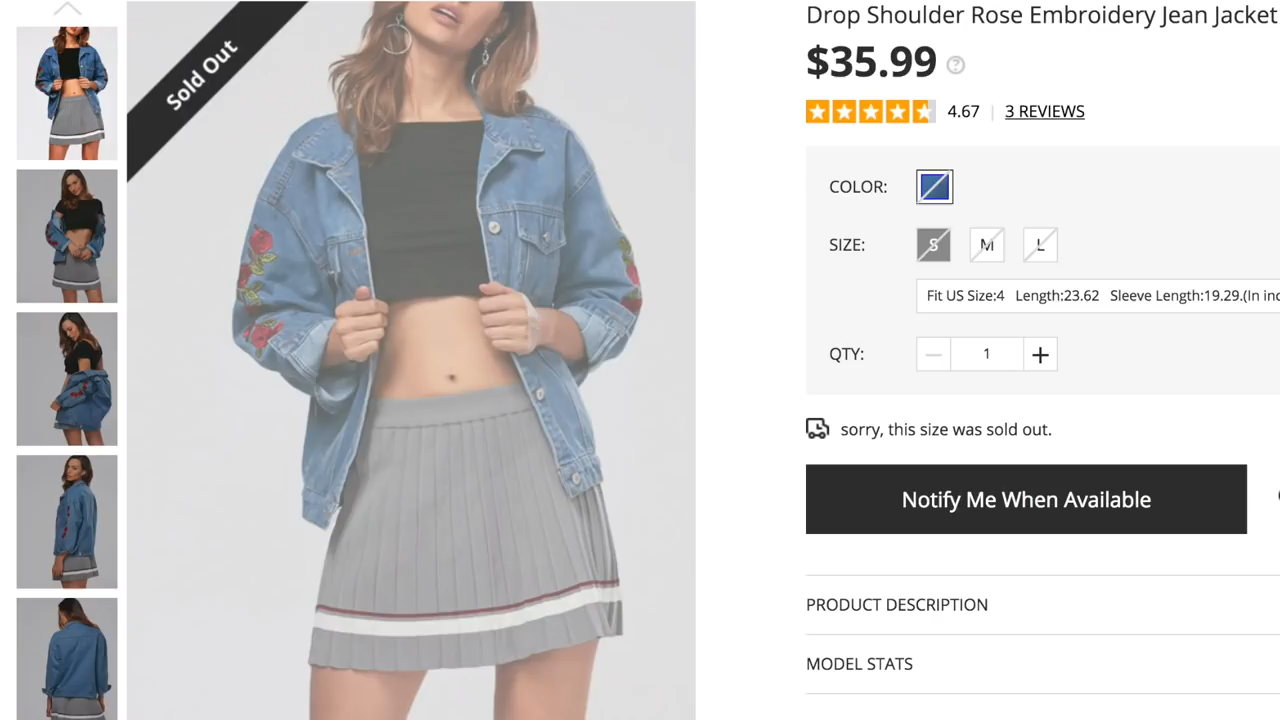 Sold Out
Drop Shoulder Rose Embroidery Jean Jacket
$35.99 ?
4.67 | 3 REVIEWS
COLOR:
SIZE: S M L
Fit US Size:4 Length:23.62 Sleeve Length:19.29.(In inc
QTY: — 1 +
sorry, this size was sold out.
Notify Me When Available
PRODUCT DESCRIPTION
MODEL STATS